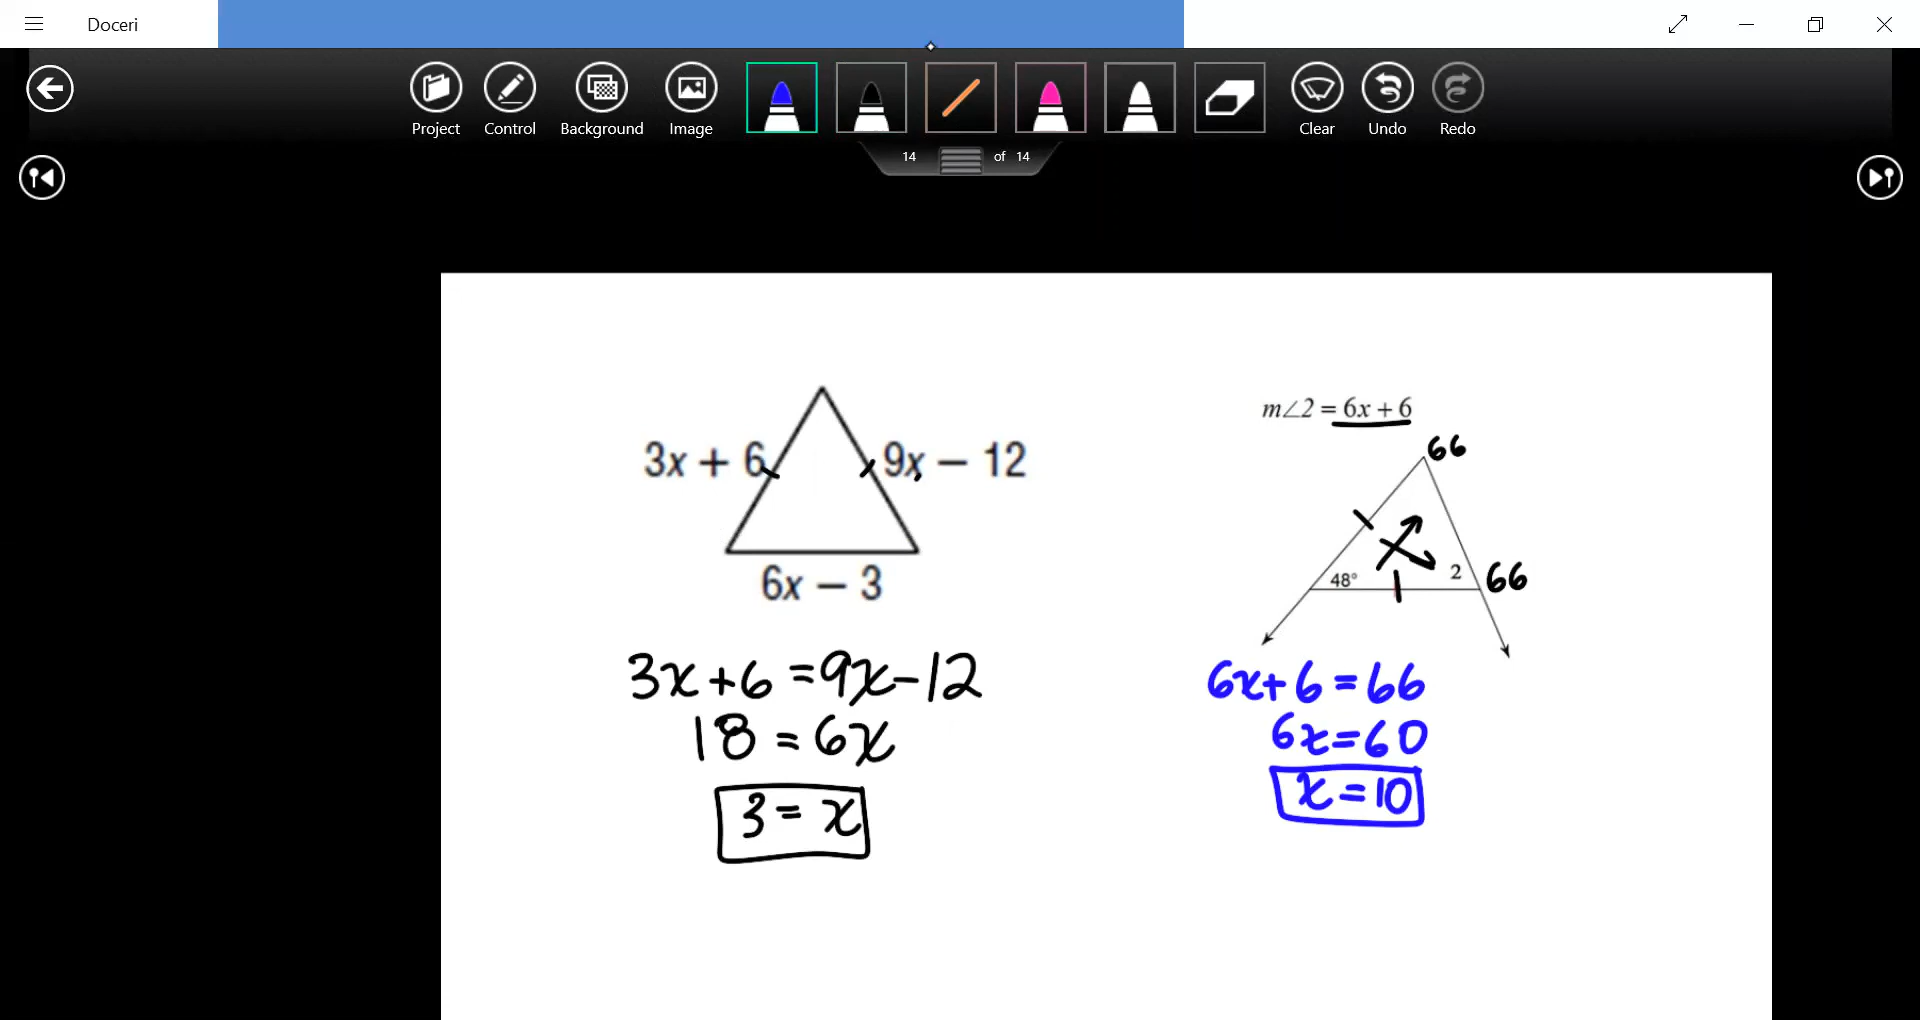 Doceri
Project Control Background Image Clear Undo Redo
14 of 14
3x + 6 9x − 12
6x − 3
3x+6 =9x−12
18 = 6x
3 = x
m∠2 = 6x + 6
66
48° 2 66
6x+6=66
6x=60
x=10